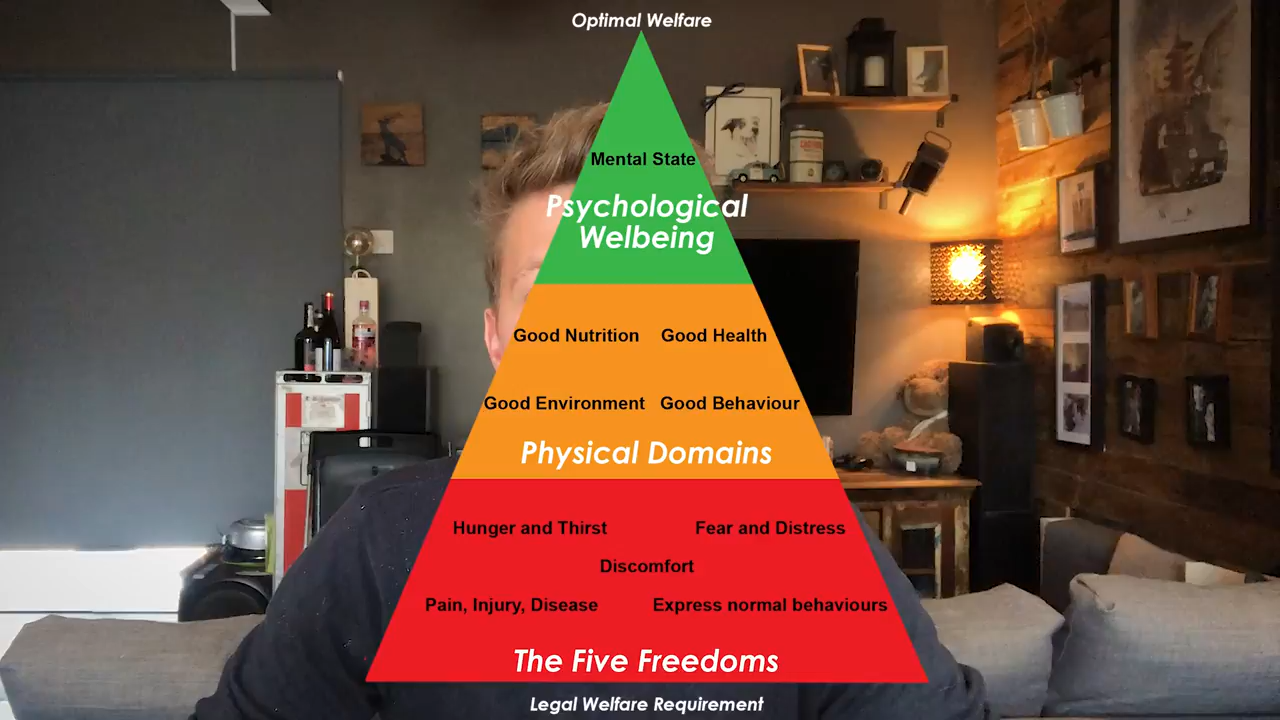 Optimal Welfare
Mental State
Psychological
Welbeing
Good Nutrition Good Health
Good Environment Good Behaviour
Physical Domains
Hunger and Thirst Fear and Distress
Discomfort
Pain, Injury, Disease Express normal behaviours
The Five Freedoms
Legal Welfare Requirement